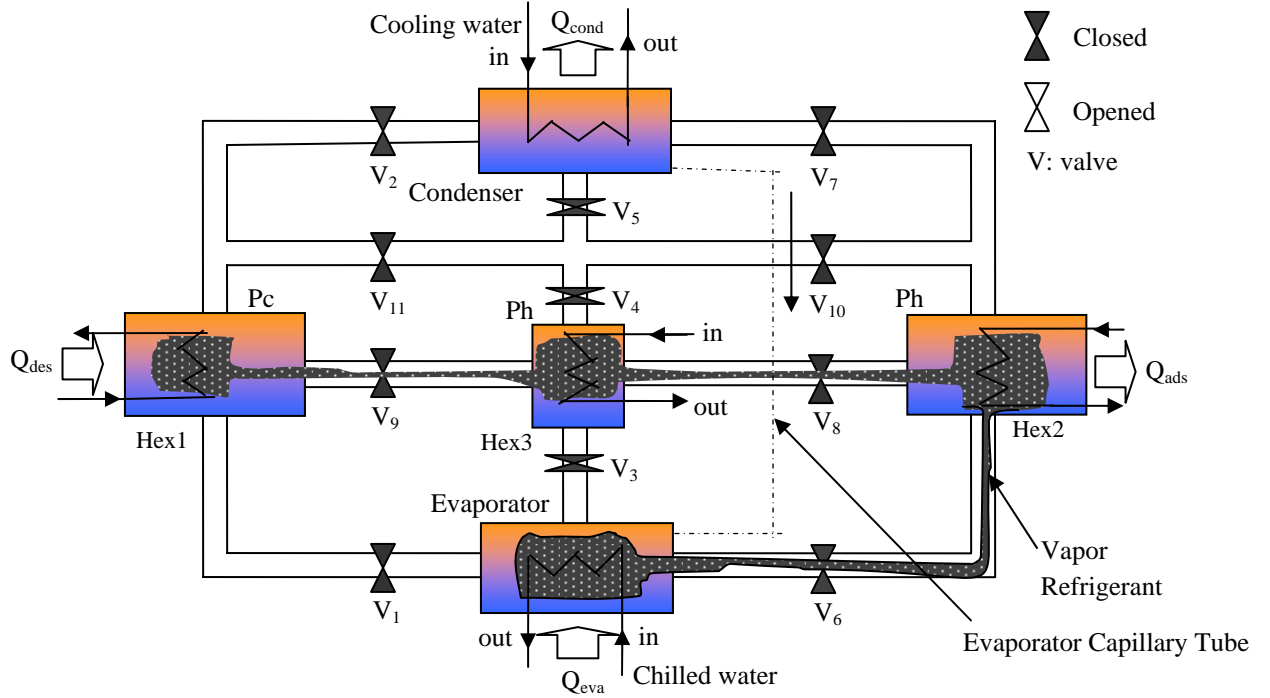 Cooling water
in
Q_cond
out
Closed
Opened
V: valve
V_2
Condenser
V_5
V_7
V_11
V_4
V_10
Pc
Ph
in
Ph
Q_des
V_9
out
V_8
Q_ads
Hex1
Hex3
Hex2
V_3
Evaporator
Vapor
Refrigerant
V_1
V_6
out
in
Evaporator Capillary Tube
Q_eva
Chilled water